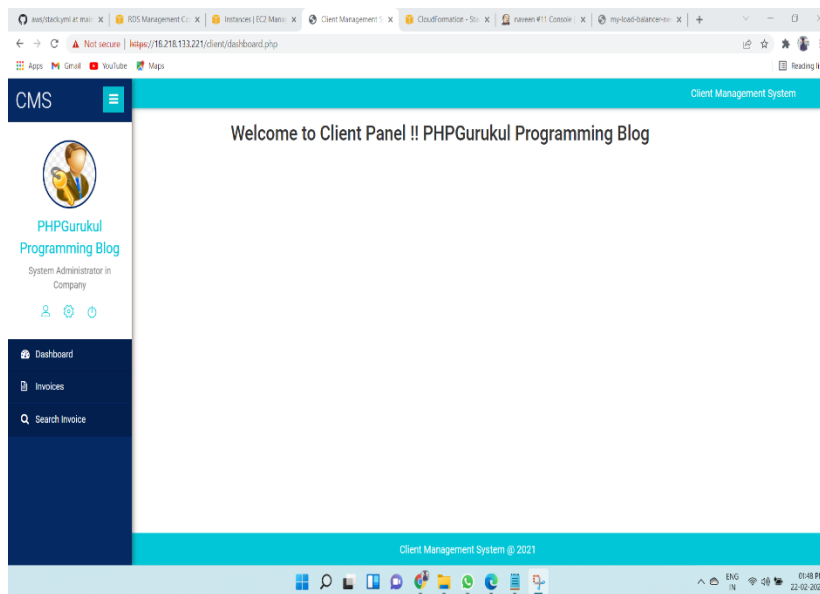 aws/stack.yml at main
RDS Management Co
Instances | EC2 Manag
Client Management S
CloudFormation - Sta
naveen #11 Console
my-load-balancer-ne
Not secure | https://18.218.133.221/client/dashboard.php
Apps
Gmail
YouTube
Maps
Reading li
CMS
Client Management System
Welcome to Client Panel !! PHPGurukul Programming Blog
PHPGurukul
Programming Blog
System Administrator in
Company
Dashboard
Invoices
Search Invoice
Client Management System @ 2021
ENG
IN
01:48 P
22-02-202